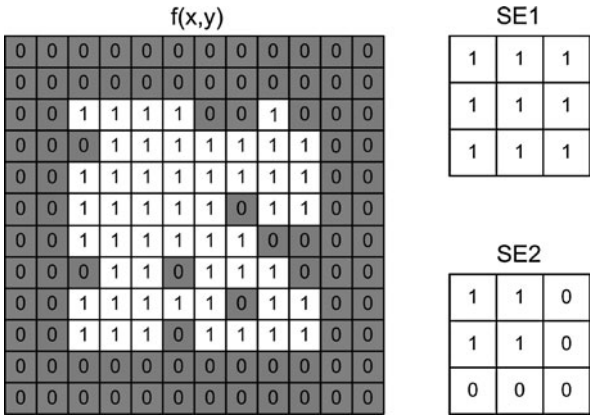 f(x,y)
0 0 0 0 0 0 0 0 0 0 0 0
0 0 0 0 0 0 0 0 0 0 0 0
0 0 1 1 1 1 0 0 1 0 0 0
0 0 0 1 1 1 1 1 1 1 0 0
0 0 1 1 1 1 1 1 1 1 0 0
0 0 1 1 1 1 1 0 1 1 0 0
0 0 1 1 1 1 1 1 0 0 0 0
0 0 0 1 1 0 1 1 1 0 0 0
0 0 1 1 1 1 1 0 1 1 0 0
0 0 1 1 1 0 1 1 1 1 0 0
0 0 0 0 0 0 0 0 0 0 0 0
0 0 0 0 0 0 0 0 0 0 0 0
SE1
1 1 1
1 1 1
1 1 1
SE2
1 1 0
1 1 0
0 0 0